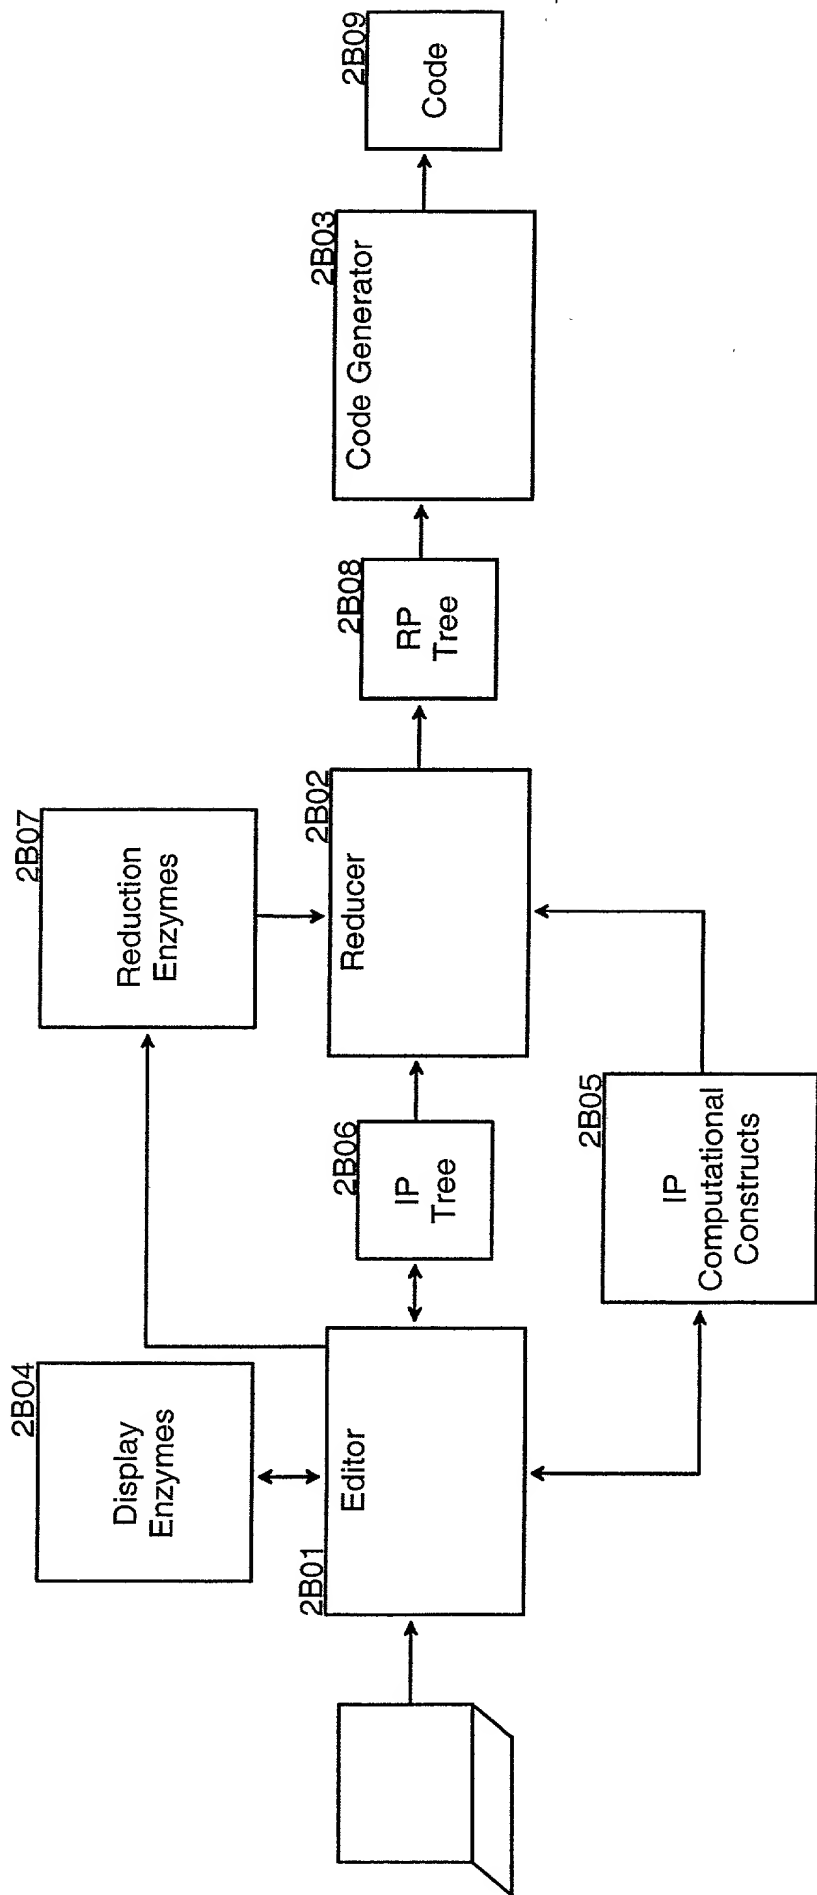 2B04
Display
Enzymes
2B07
Reduction
Enzymes
2B01
Editor
2B06
IP
Tree
2B02
Reducer
2B08
RP
Tree
2B03
Code Generator
2B09
Code
2B05
IP
Computational
Constructs